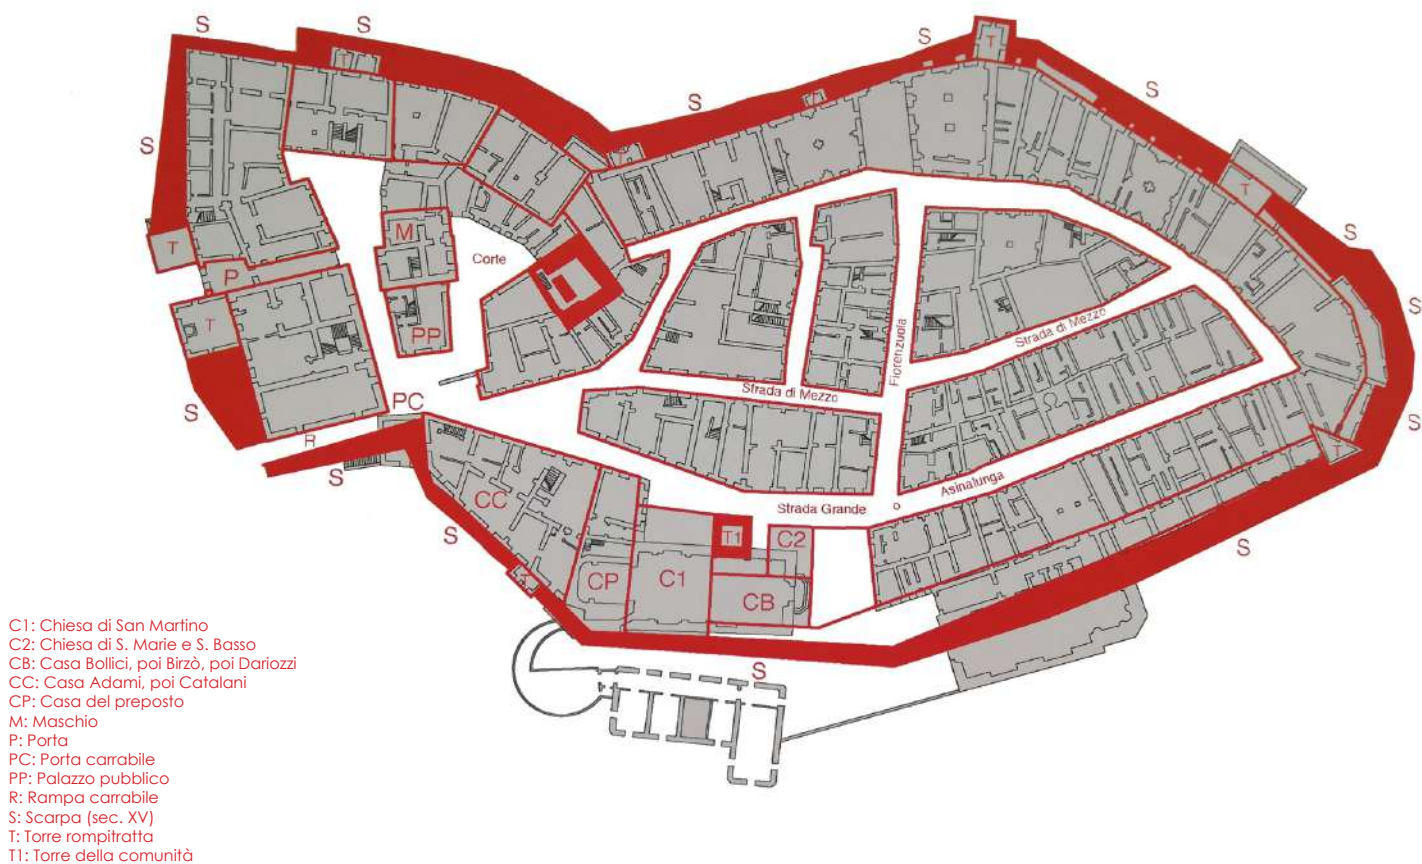 S
S
S
T
T
S
S
S
T
M
Corte
T
S
T
P
S
T
PP
Fiorenzuola
Strada di Mezzo
S
Strada di Mezzo
PC
S
S
R
T
S
CC
Asinalunga
Strada Grande
S
T1
C2
S
CP
C1
CB
S
C1: Chiesa di San Martino
C2: Chiesa di S. Marie e S. Basso
CB: Casa Bollici, poi Birzò, poi Dariozzi
CC: Casa Adami, poi Catalani
CP: Casa del preposto
M: Maschio
P: Porta
PC: Porta carrabile
PP: Palazzo pubblico
R: Rampa carrabile
S: Scarpa (sec. XV)
T: Torre rompitratta
T1: Torre della comunità